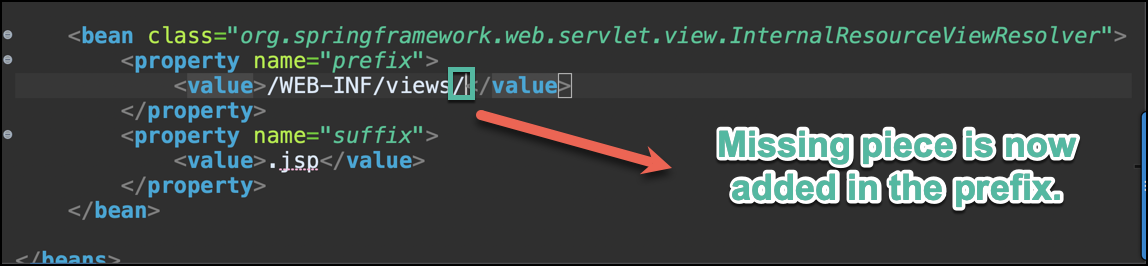 <bean class="org.springframework.web.servlet.view.InternalResourceViewResolver">
<property name="prefix">
<value>/WEB-INF/views/</value>
</property>
<property name="suffix">
<value>.jsp</value>
</property>
</bean>
</beans>
Missing piece is now
added in the prefix.